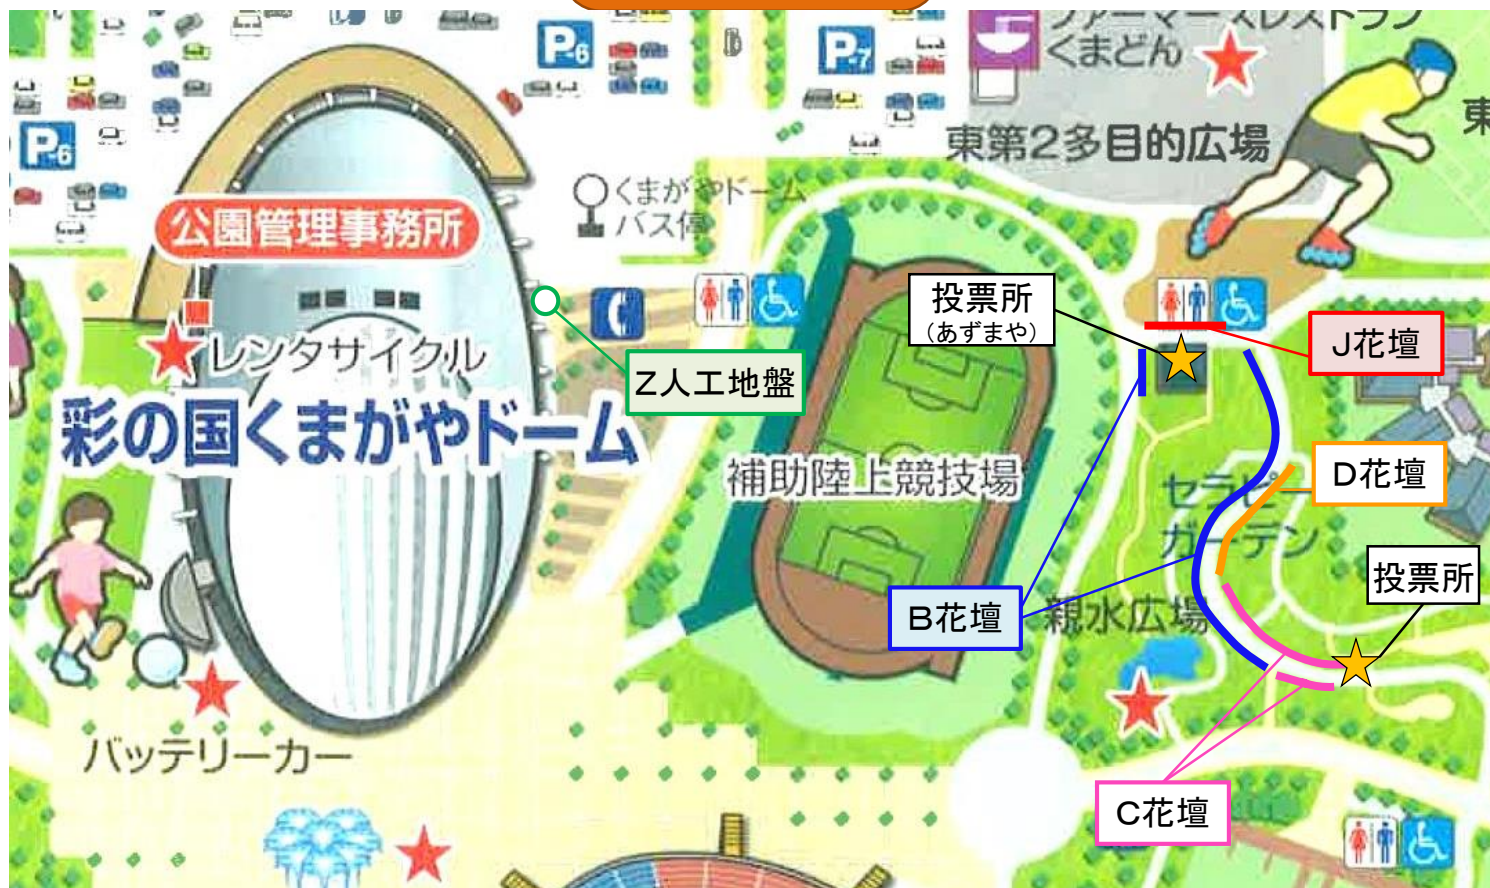 ファーマーズレストラン
くまどん
P-6
P-7
P-6
東第2多目的広場
東
くまがやドーム
バス停
公園管理事務所
レンタサイクル
彩の国くまがやドーム
Z人工地盤
投票所
(あずまや)
J花壇
補助陸上競技場
D花壇
セラピー
ガーデン
投票所
B花壇
親水広場
バッテリーカー
C花壇